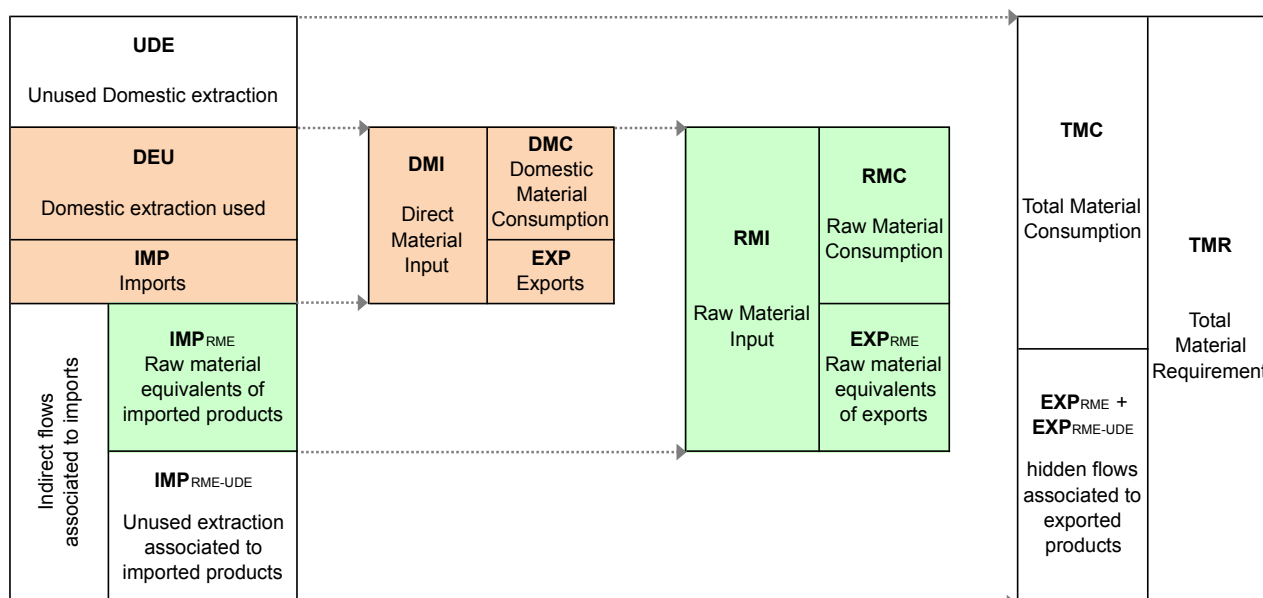 UDE
Unused Domestic extraction
DEU
Domestic extraction used
IMP
Imports
Indirect flows
associated to imports
IMPRME
Raw material
equivalents of
imported products
IMPRME-UDE
Unused extraction
associated to
imported products
DMI
Direct
Material
Input
DMC
Domestic
Material
Consumption
EXP
Exports
RMI
Raw Material
Input
RMC
Raw Material
Consumption
EXPRME
Raw material
equivalents
of exports
TMC
Total Material
Consumption
EXPRME +
EXPRME-UDE
hidden flows
associated to
exported
products
TMR
Total
Material
Requirement